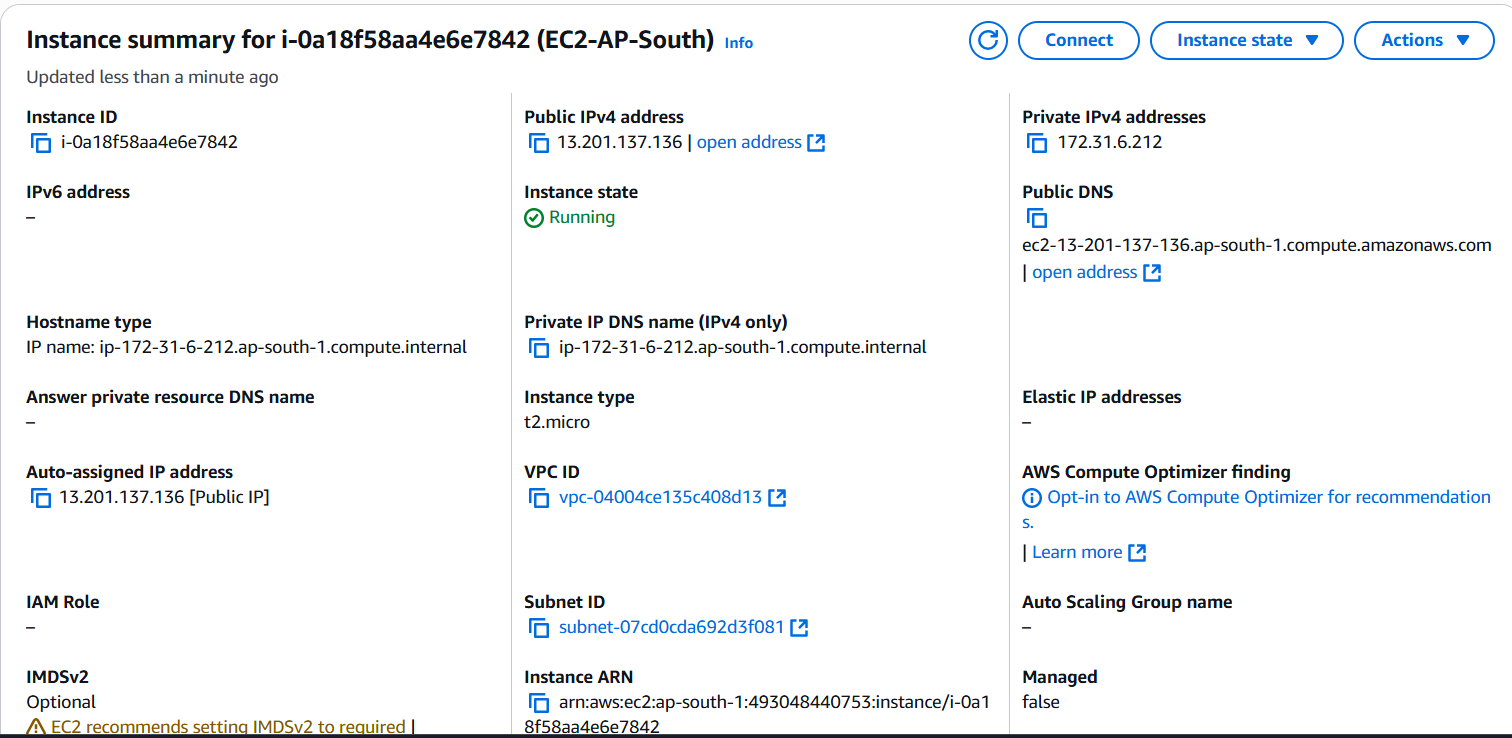 Instance summary for i-0a18f58aa4e6e7842 (EC2-AP-South) Info
Connect
Instance state
Actions
Updated less than a minute ago
Instance ID
i-0a18f58aa4e6e7842
Public IPv4 address
13.201.137.136 | open address
Private IPv4 addresses
172.31.6.212
IPv6 address
–
Instance state
Running
Public DNS
ec2-13-201-137-136.ap-south-1.compute.amazonaws.com
| open address
Hostname type
IP name: ip-172-31-6-212.ap-south-1.compute.internal
Private IP DNS name (IPv4 only)
ip-172-31-6-212.ap-south-1.compute.internal
Answer private resource DNS name
–
Instance type
t2.micro
Elastic IP addresses
–
Auto-assigned IP address
13.201.137.136 [Public IP]
VPC ID
vpc-04004ce135c408d13
AWS Compute Optimizer finding
Opt-in to AWS Compute Optimizer for recommendation
s.
| Learn more
IAM Role
–
Subnet ID
subnet-07cd0cda692d3f081
Auto Scaling Group name
–
IMDSv2
Optional
EC2 recommends setting IMDSv2 to required |
Instance ARN
arn:aws:ec2:ap-south-1:493048440753:instance/i-0a1
8f58aa4e6e7842
Managed
false